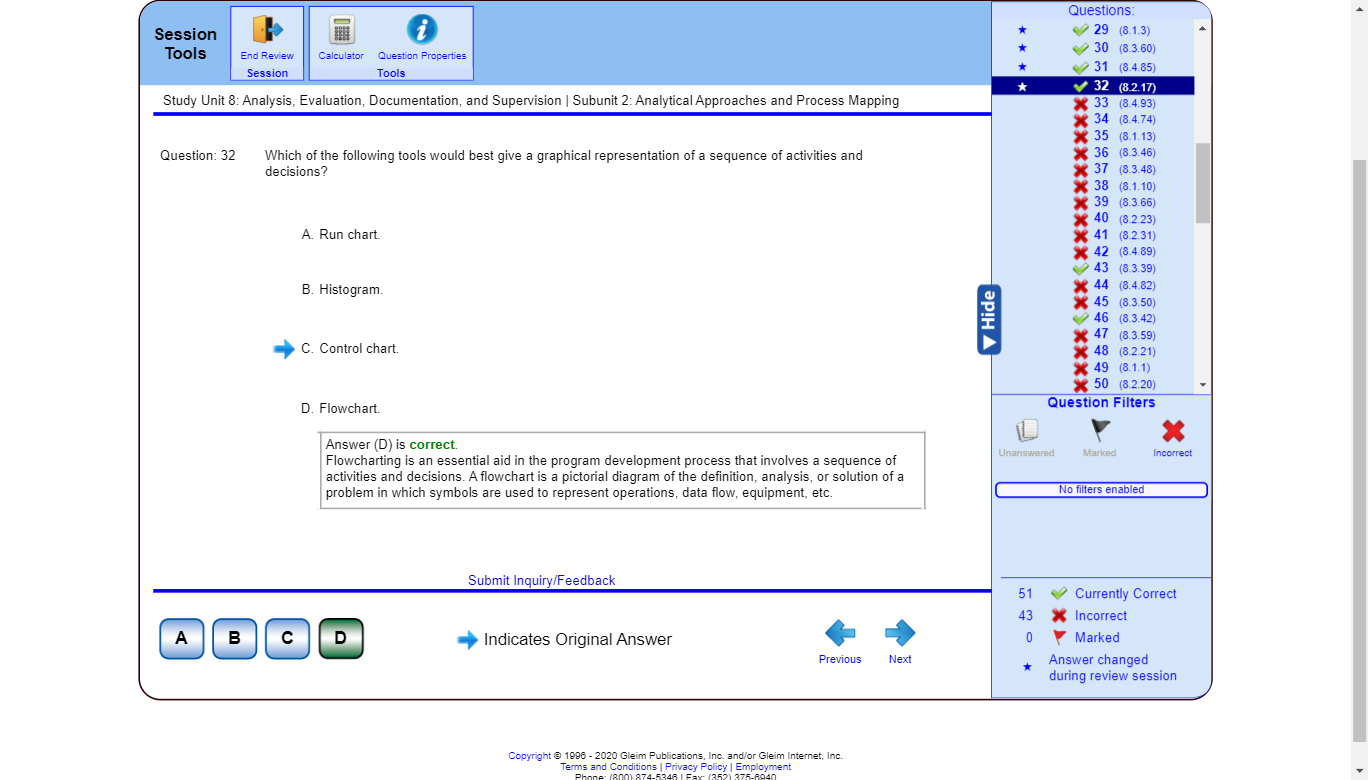 Session
Tools
End Review
Session
Calculator
Question Properties
Tools
Study Unit 8: Analysis, Evaluation, Documentation, and Supervision | Subunit 2: Analytical Approaches and Process Mapping
Question: 32
Which of the following tools would best give a graphical representation of a sequence of activities and
decisions?
A. Run chart.
B. Histogram.
C. Control chart.
D. Flowchart.
Answer (D) is correct.
Flowcharting is an essential aid in the program development process that involves a sequence of
activities and decisions. A flowchart is a pictorial diagram of the definition, analysis, or solution of a
problem in which symbols are used to represent operations, data flow, equipment, etc.
Submit Inquiry/Feedback
A
B
C
D
Indicates Original Answer
Previous
Next
Hide
Questions:
29 (8.1.3)
30 (8.3.60)
31 (8.4.85)
32 (8.2.17)
33 (8.4.93)
34 (8.4.74)
35 (8.1.13)
36 (8.3.46)
37 (8.3.48)
38 (8.1.10)
39 (8.3.66)
40 (8.2.23)
41 (8.2.31)
42 (8.4.89)
43 (8.3.39)
44 (8.4.82)
45 (8.3.50)
46 (8.3.42)
47 (8.3.59)
48 (8.2.21)
49 (8.1.1)
50 (8.2.20)
Question Filters
Unanswered
Marked
Incorrect
No filters enabled
51 Currently Correct
43 Incorrect
0 Marked
Answer changed
during review session
Copyright © 1996 - 2020 Gleim Publications, Inc. and/or Gleim Internet, Inc.
Terms and Conditions | Privacy Policy | Employment
Phone: (800) 874-5346 | Fax: (352) 375-6940